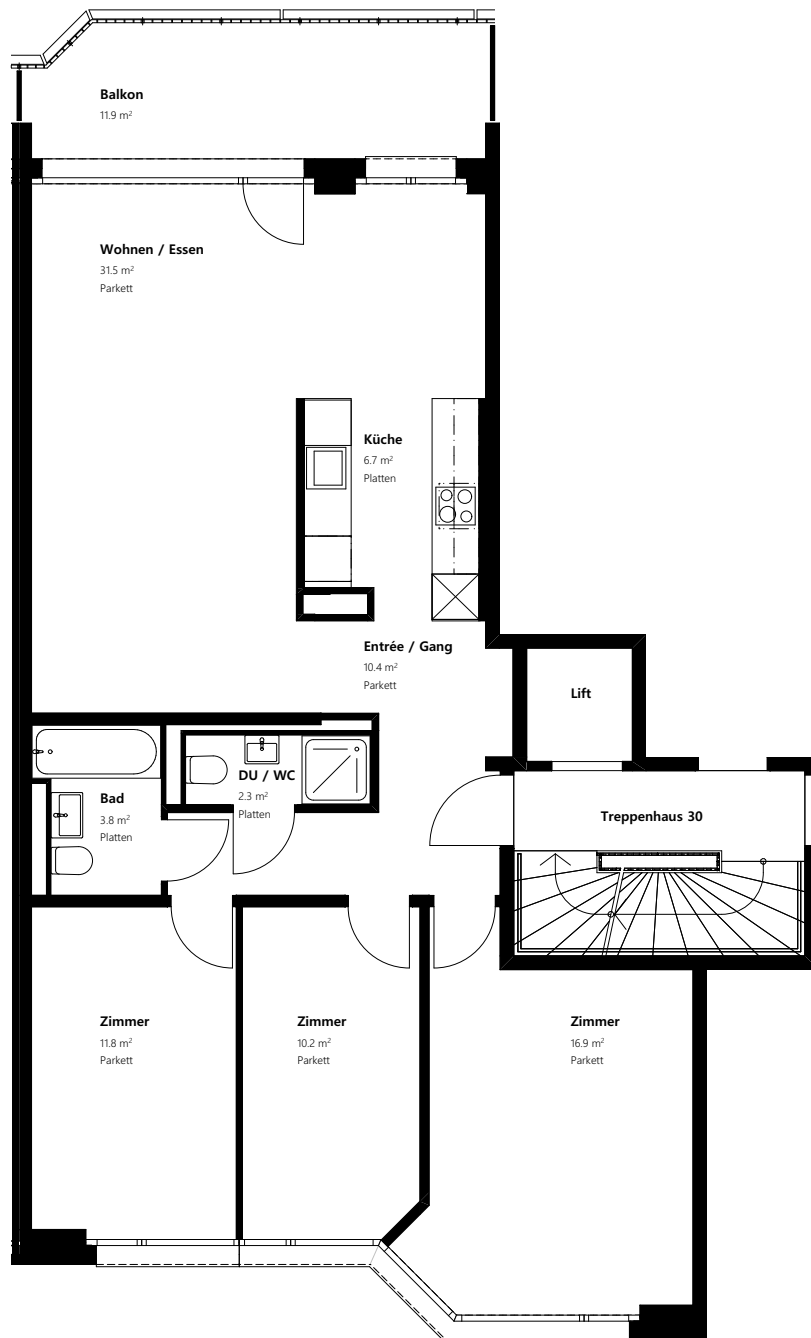 Balkon
11.9 m²
Wohnen / Essen
31.5 m²
Parkett
Küche
6.7 m²
Platten
Entrée / Gang
10.4 m²
Parkett
Lift
DU / WC
2.3 m²
Platten
Bad
3.8 m²
Platten
Treppenhaus 30
Zimmer
11.8 m²
Parkett
Zimmer
10.2 m²
Parkett
Zimmer
16.9 m²
Parkett